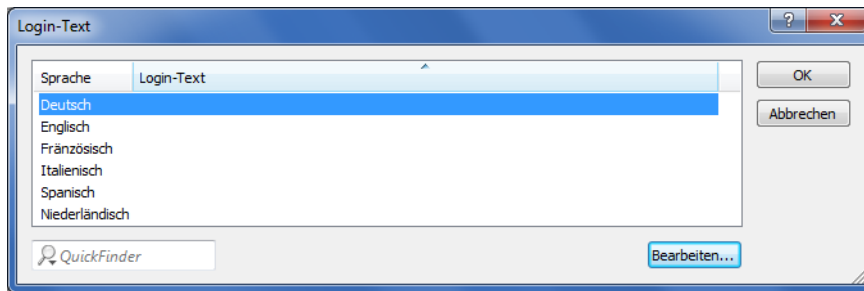 Login-Text
Sprache Login-Text
OK
Deutsch
Abbrechen
Englisch
Fränzösisch
Italienisch
Spanisch
Niederländisch
QuickFinder
Bearbeiten...